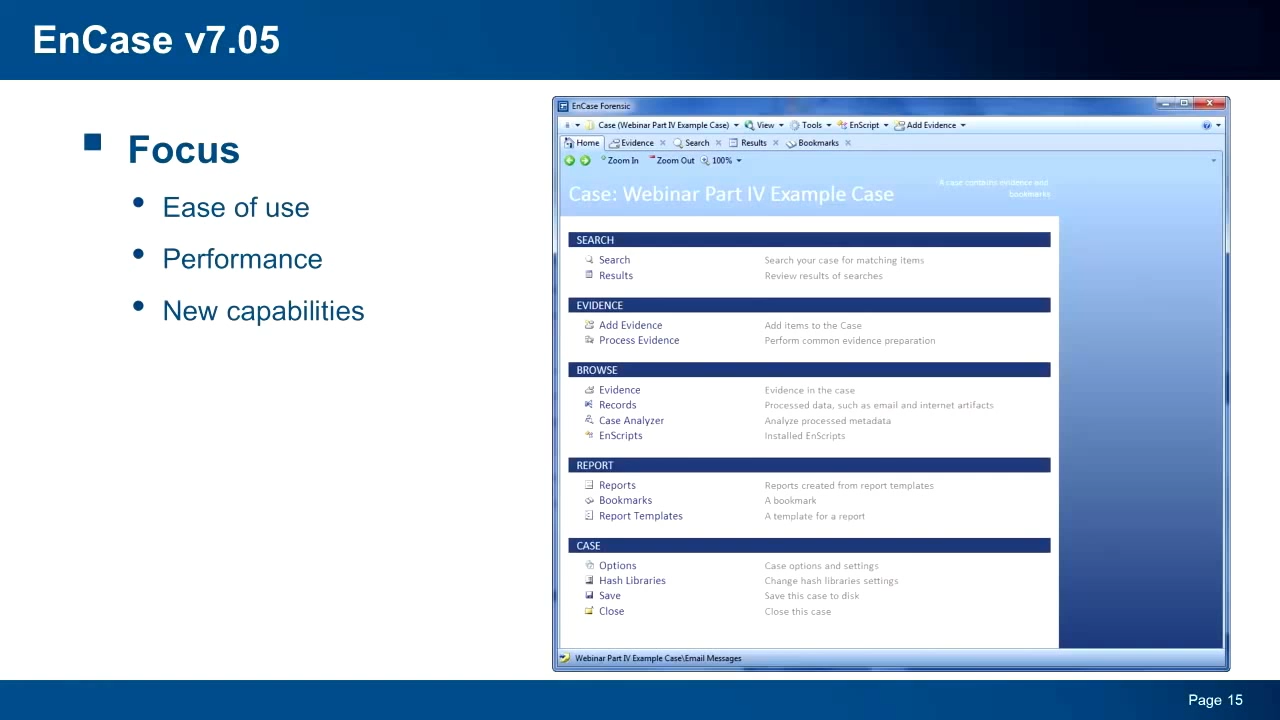 EnCase v7.05
Focus
Ease of use
Performance
New capabilities
EnCase Forensic
Case (Webinar Part IV Example Case) View Tools EnScript Add Evidence
Home Evidence Search Results Bookmarks
Zoom In Zoom Out 100%
Case: Webinar Part IV Example Case
A case contains evidence and
bookmarks
SEARCH
Search Search your case for matching items
Results Review results of searches
EVIDENCE
Add Evidence Add items to the Case
Process Evidence Perform common evidence preparation
BROWSE
Evidence Evidence in the case
Records Processed data, such as email and internet artifacts
Case Analyzer Analyze processed metadata
EnScripts Installed EnScripts
REPORT
Reports Reports created from report templates
Bookmarks A bookmark
Report Templates A template for a report
CASE
Options Case options and settings
Hash Libraries Change hash libraries settings
Save Save this case to disk
Close Close this case
Webinar Part IV Example Case\Email Messages
Page 15